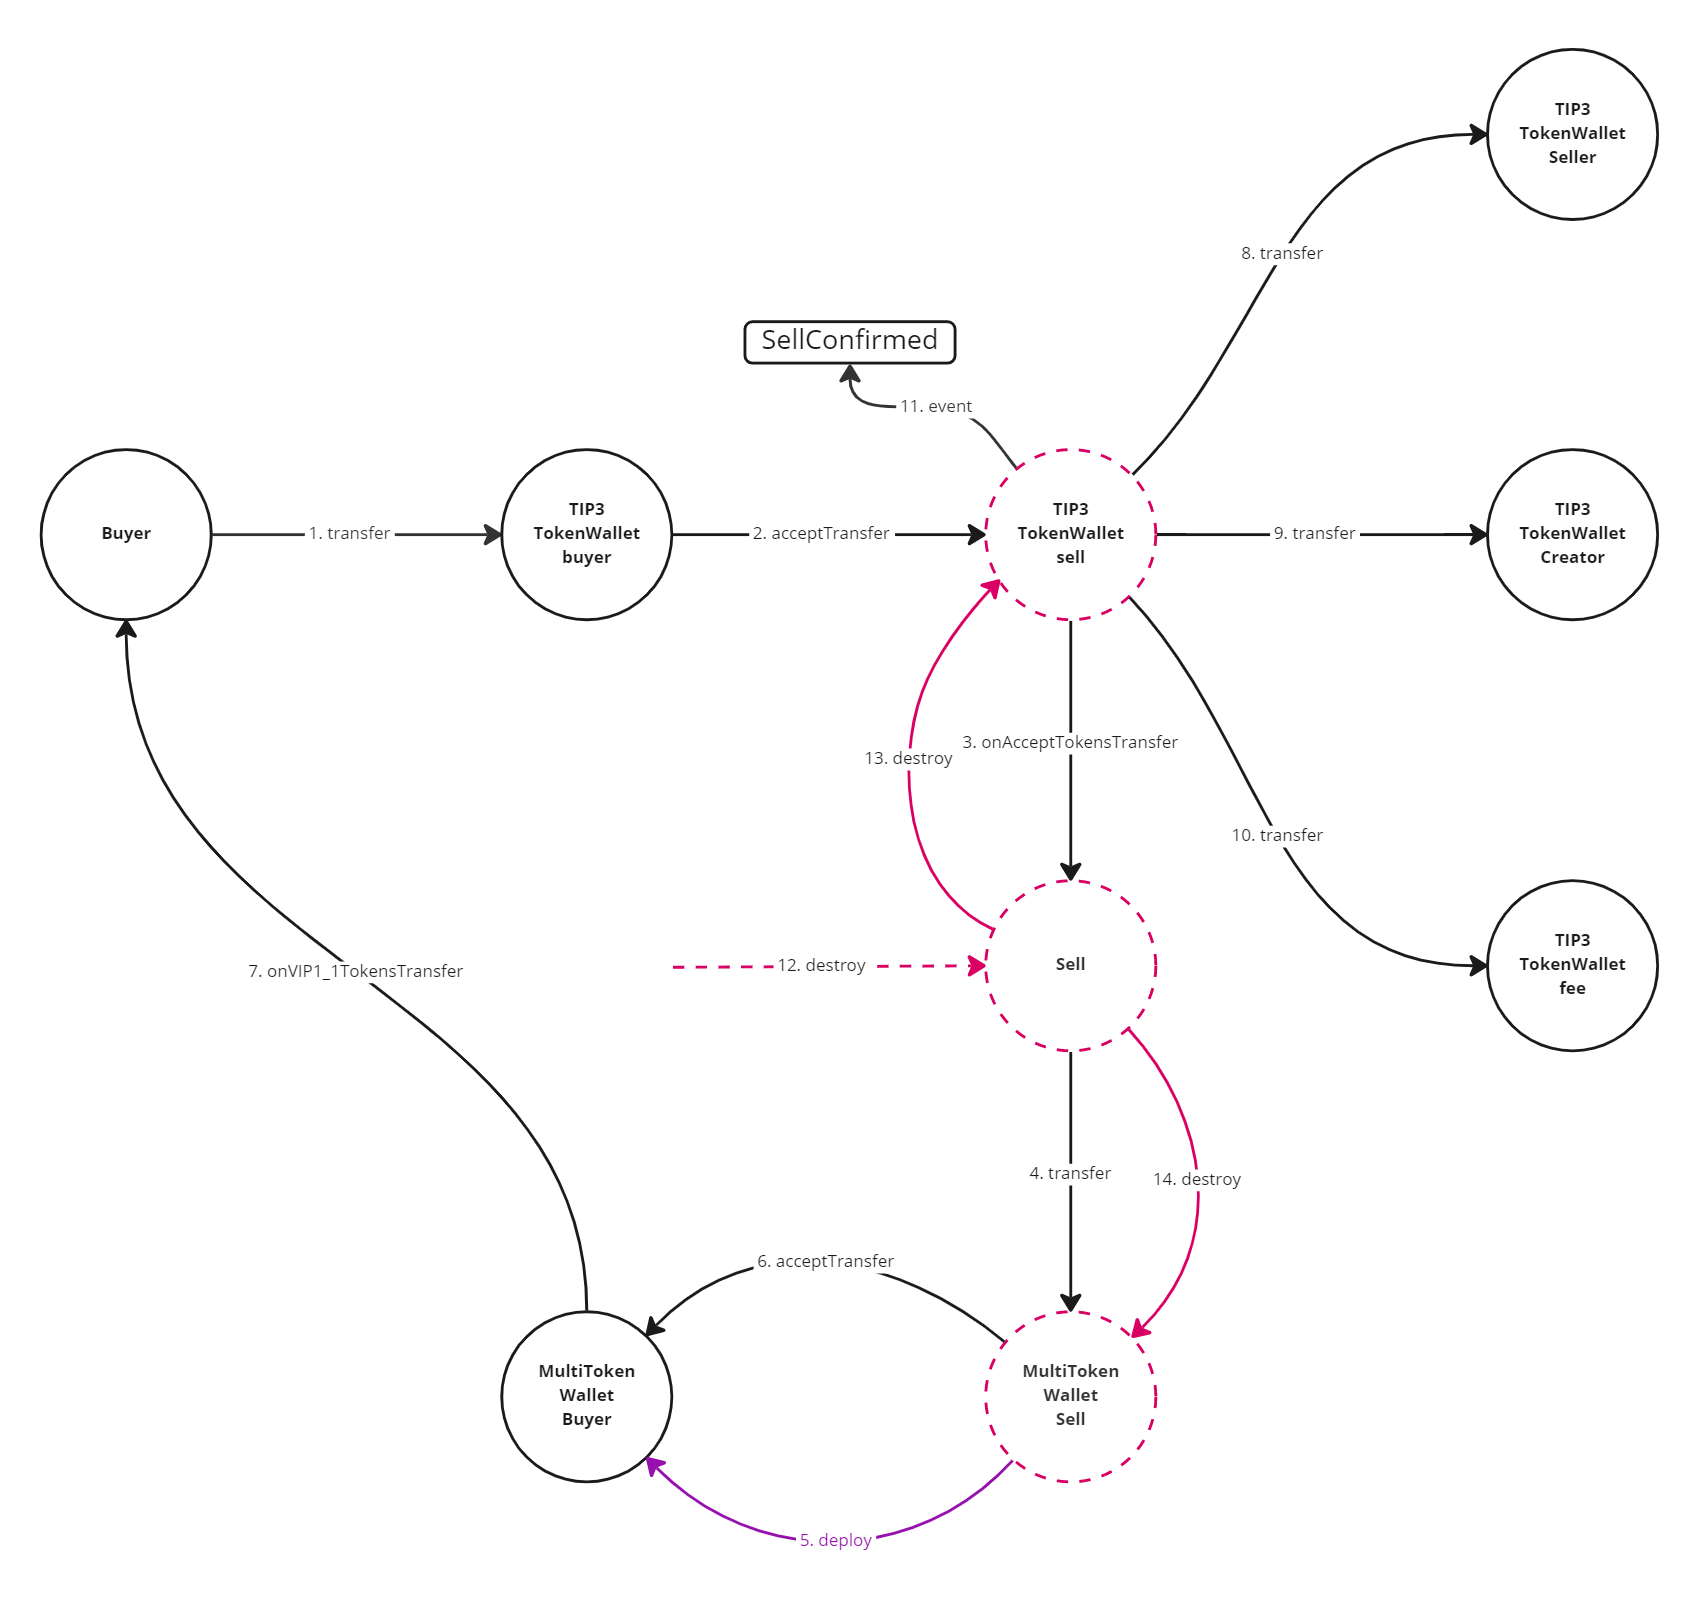 TIP3
TokenWallet
Seller
8. transfer
SellConfirmed
11. event
Buyer
1. transfer
TIP3
TokenWallet
buyer
2. acceptTransfer
TIP3
TokenWallet
sell
9. transfer
TIP3
TokenWallet
Creator
13. destroy
3. onAcceptTokensTransfer
10. transfer
7. onVIP1_1TokensTransfer
12. destroy
Sell
TIP3
TokenWallet
fee
4. transfer
14. destroy
6. acceptTransfer
MultiToken
Wallet
Buyer
MultiToken
Wallet
Sell
5. deploy